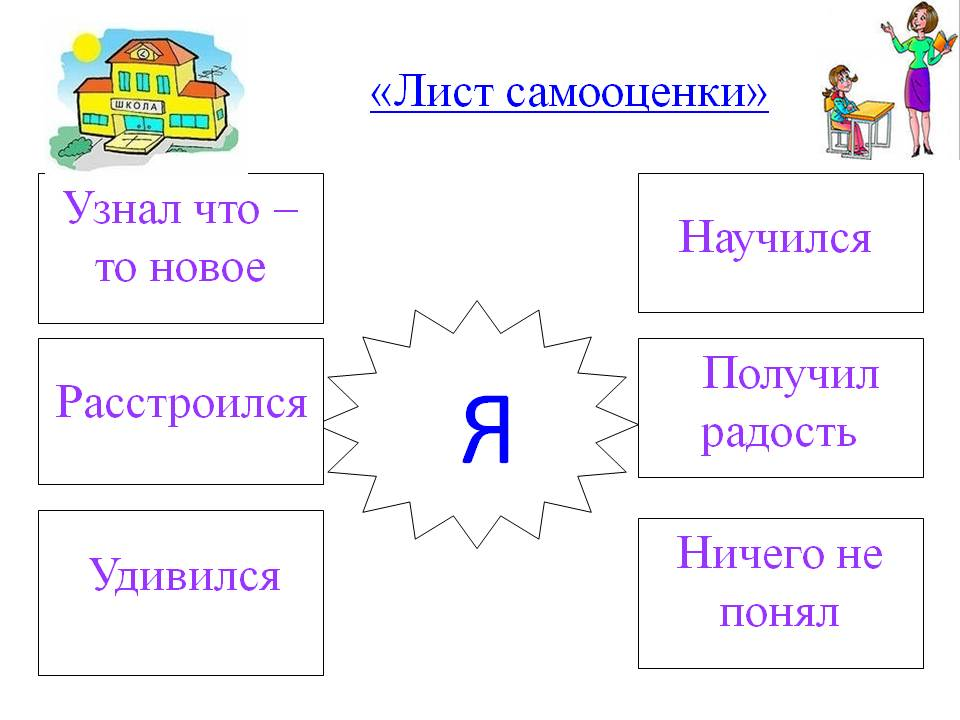 «Лист самооценки»
ШКОЛА
Узнал что –
то новое
Научился
Расстроился
Я
Получил
радость
Удивился
Ничего не
понял